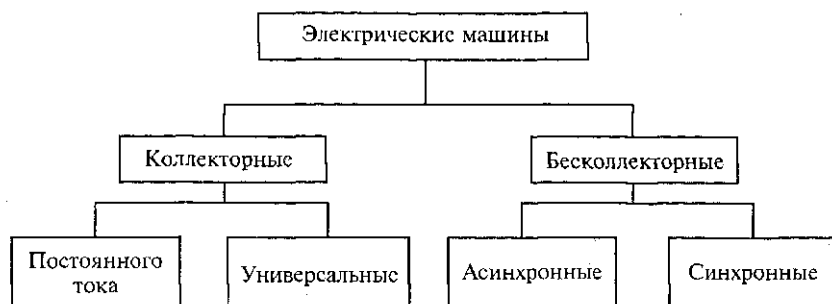 Электрические машины
Коллекторные
Бесколлекторные
Постоянного
тока
Универсальные
Асинхронные
Синхронные